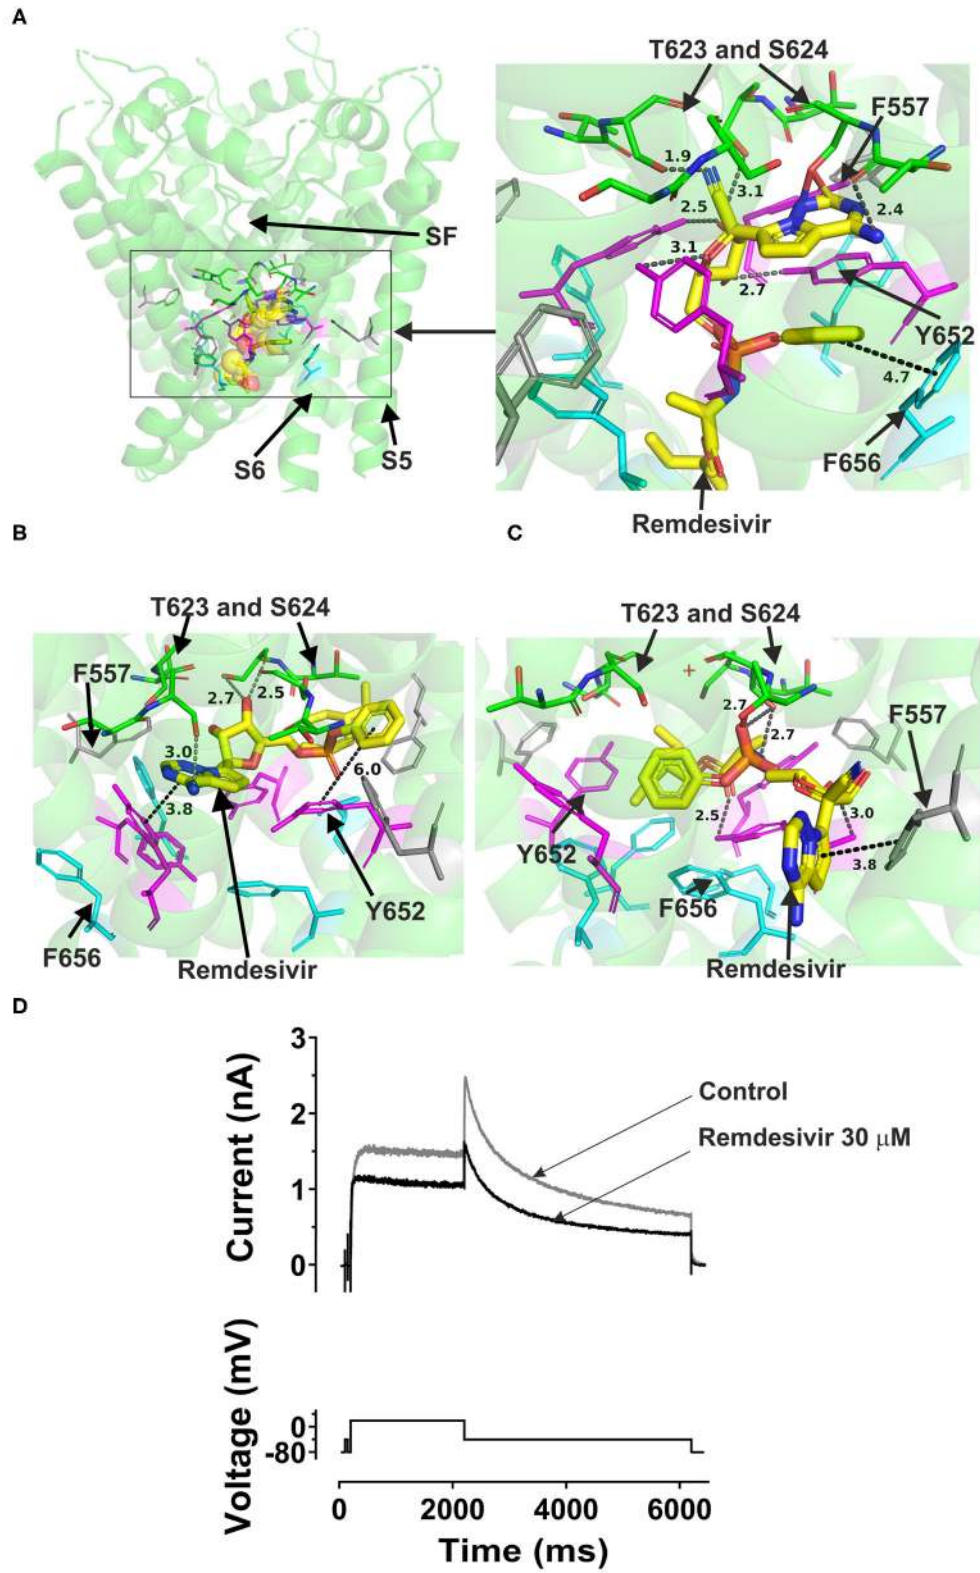 A
T623 and S624
F557
1.9
3.1
2.5
2.4
SF
3.1
2.7
Y652
4.7
S6
S5
F656
Remdesivir
B
C
T623 and S624
T623 and S624
F557
2.7
2.5
3.0
6.0
3.8
Y652
F656
Remdesivir
+
2.7
2.7
F557
2.5
3.0
3.8
Y652
F656
Remdesivir
D
3
2
1
0
Current (nA)
Control
Remdesivir 30 μM
Voltage (mV)
0
-80
0 2000 4000 6000
Time (ms)